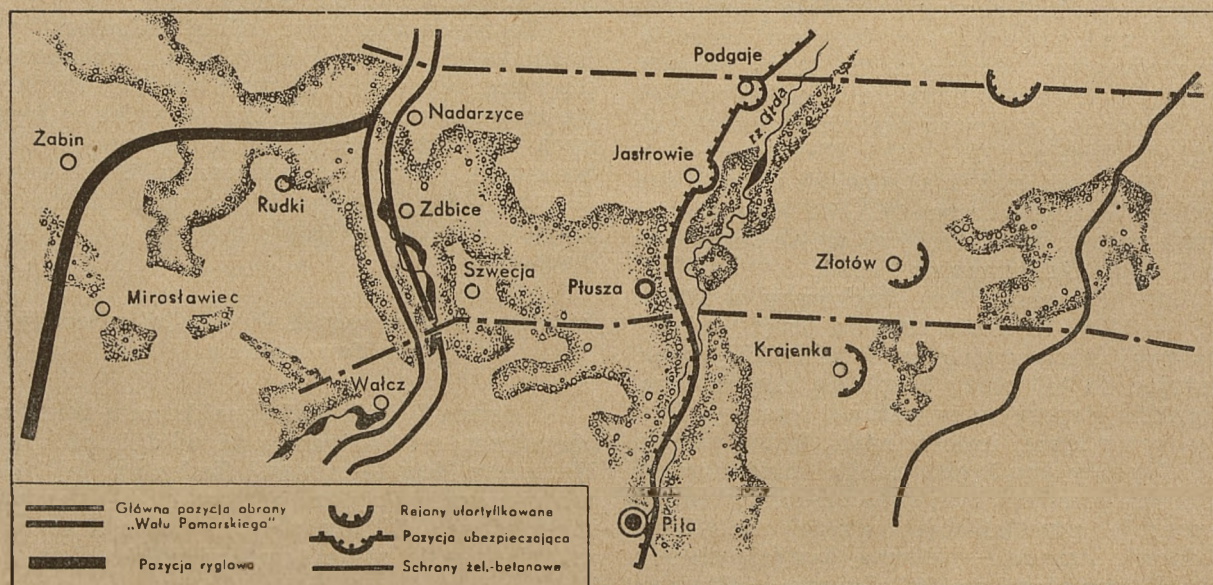 Podgaje
rz Głda
Nadarzyce
Żabin
Jastrowie
Rudki
Zdbice
Szwecja
Złotów
Płusza
Mirosławiec
Krajenka
Wałcz
Piła
Główna pozycja obrony
„Wału Pomorskiego"
Pozycja ryglowa
Rejony ufortyfikowane
Pozycja ubezpieczająca
Schrony żel.-betonowe